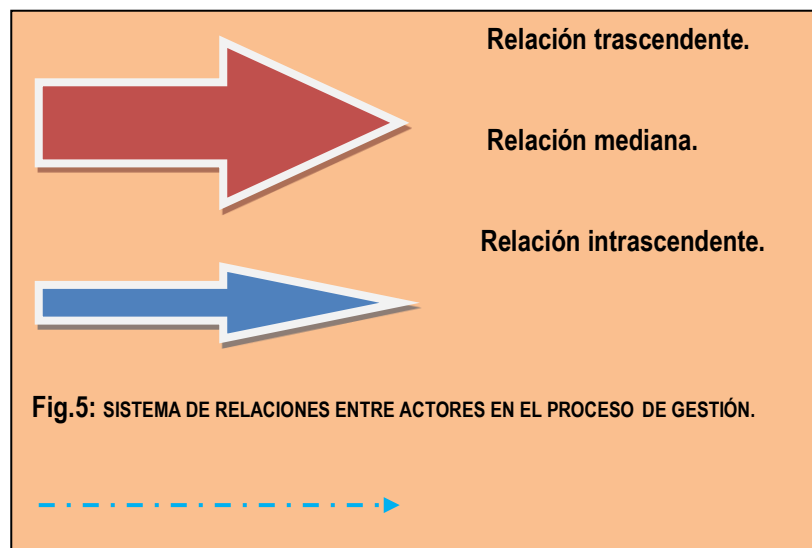 Relación trascendente.
Relación mediana.
Relación intrascendente.
Fig.5: SISTEMA DE RELACIONES ENTRE ACTORES EN EL PROCESO DE GESTIÓN.